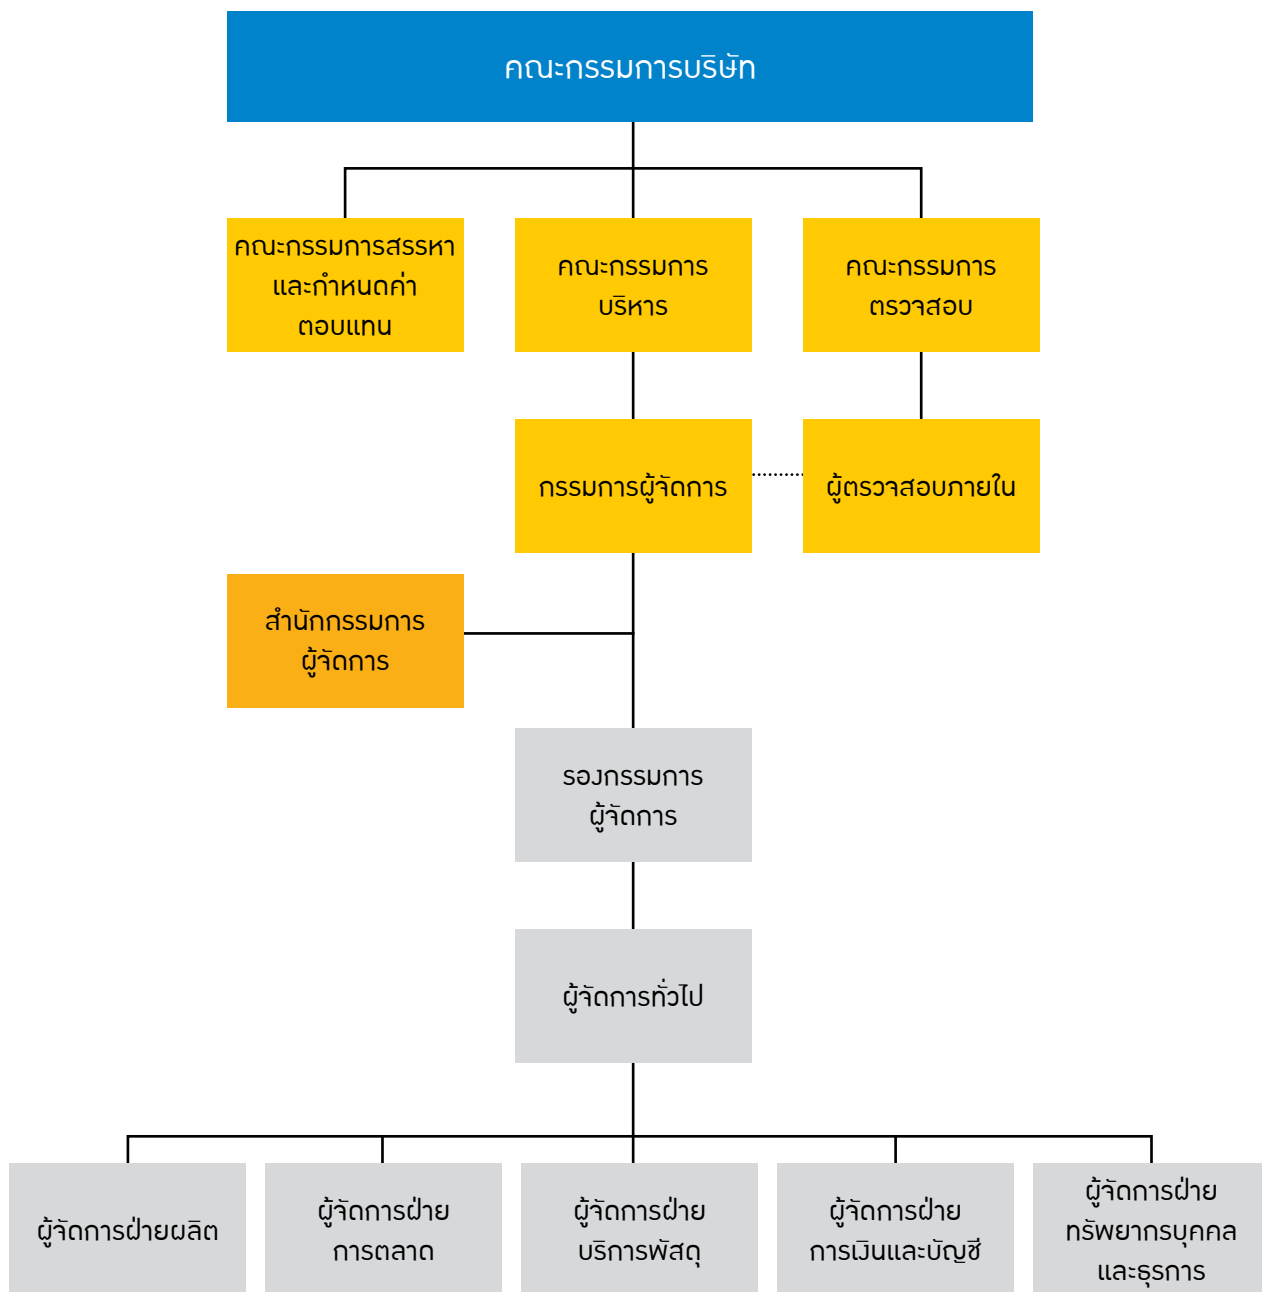 คณะกรรมการบริษัท
คณะกรรมการสรรหา
และกำหนดค่า
ตอบแทน
คณะกรรมการ
บริหาร
คณะกรรมการ
ตรวจสอบ
กรรมการผู้จัดการ
ผู้ตรวจสอบภายใน
สำนักกรรมการ
ผู้จัดการ
รองกรรมการ
ผู้จัดการ
ผู้จัดการทั่วไป
ผู้จัดการฝ่ายผลิต
ผู้จัดการฝ่าย
การตลาด
ผู้จัดการฝ่าย
บริการพัสดุ
ผู้จัดการฝ่าย
การเงินและบัญชี
ผู้จัดการฝ่าย
ทรัพยากรบุคคล
และธุรการ